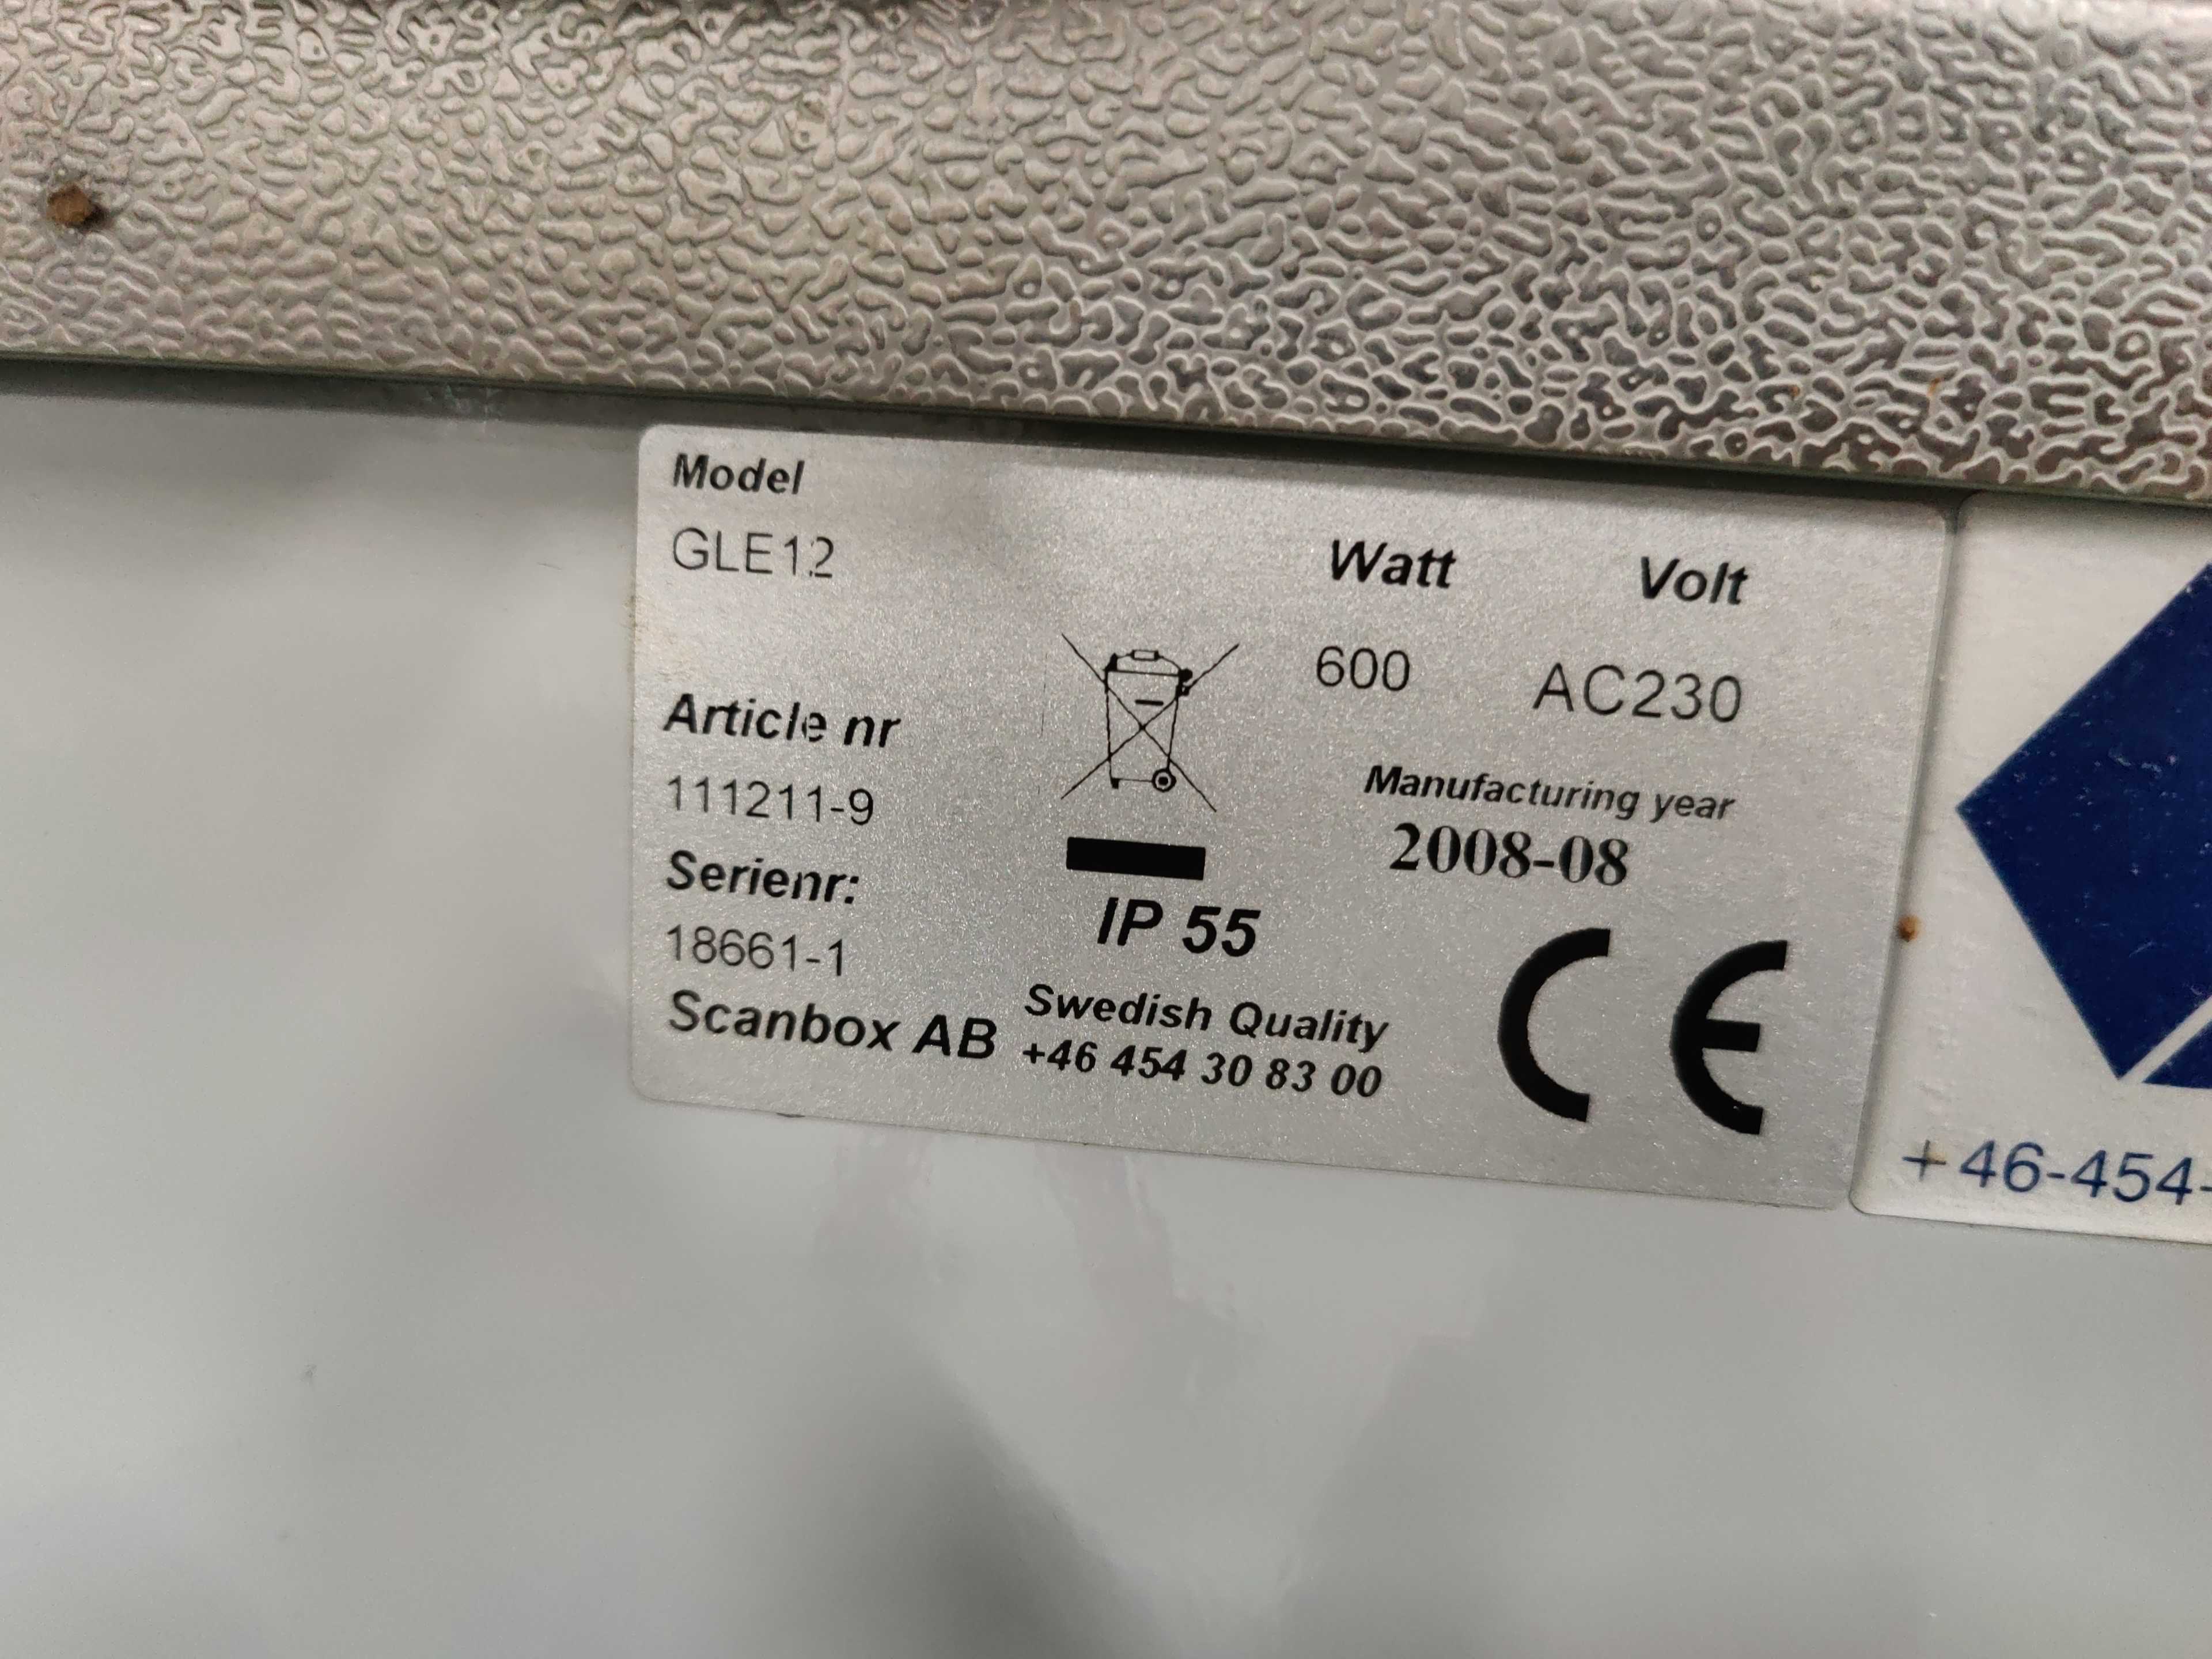 Model
GLE12
Watt Volt
600 AC230
Article nr
111211-9
Manufacturing year
2008-08
Serienr:
18661-1
IP 55
Scanbox AB
Swedish Quality
+46 454 30 83 00
CE
+46-454-